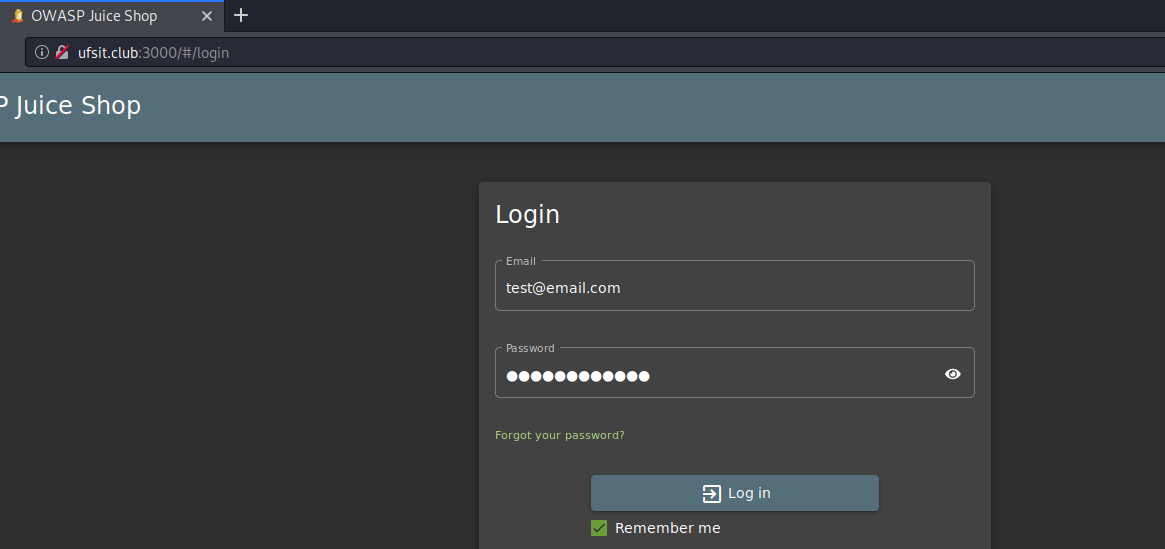 OWASP Juice Shop
ufsit.club:3000/#/login
P Juice Shop
Login
Email
test@email.com
Password
Forgot your password?
Log in
Remember me